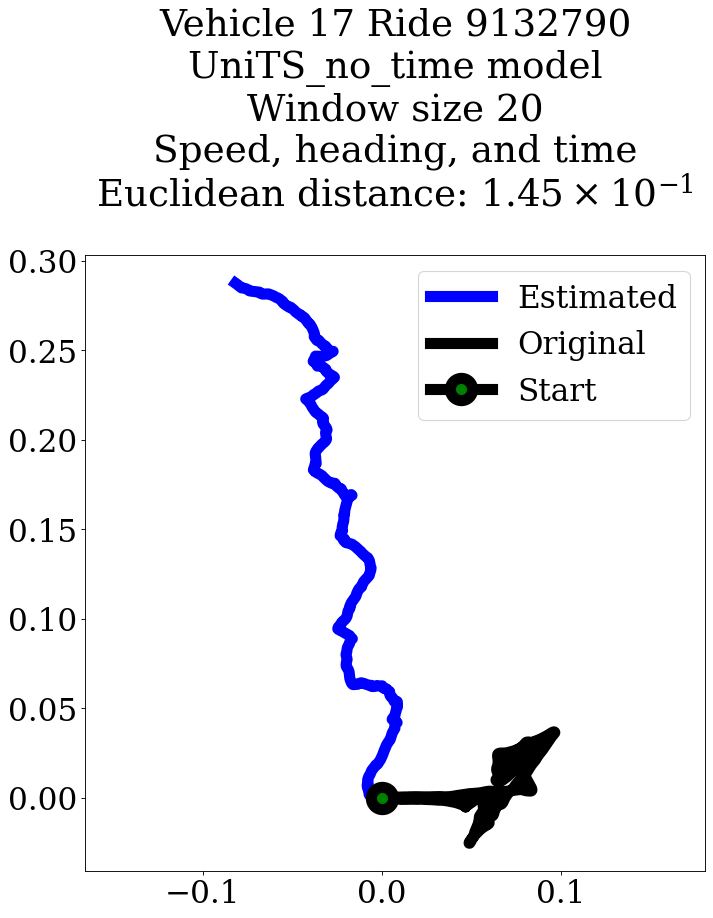 Vehicle 17 Ride 9132790
UniTS_no_time model
Window size 20
Speed, heading, and time
Euclidean distance: 1.45 × 10⁻¹
0.30
0.25
0.20
0.15
0.10
0.05
0.00
−0.1
0.0
0.1
Estimated
Original
Start